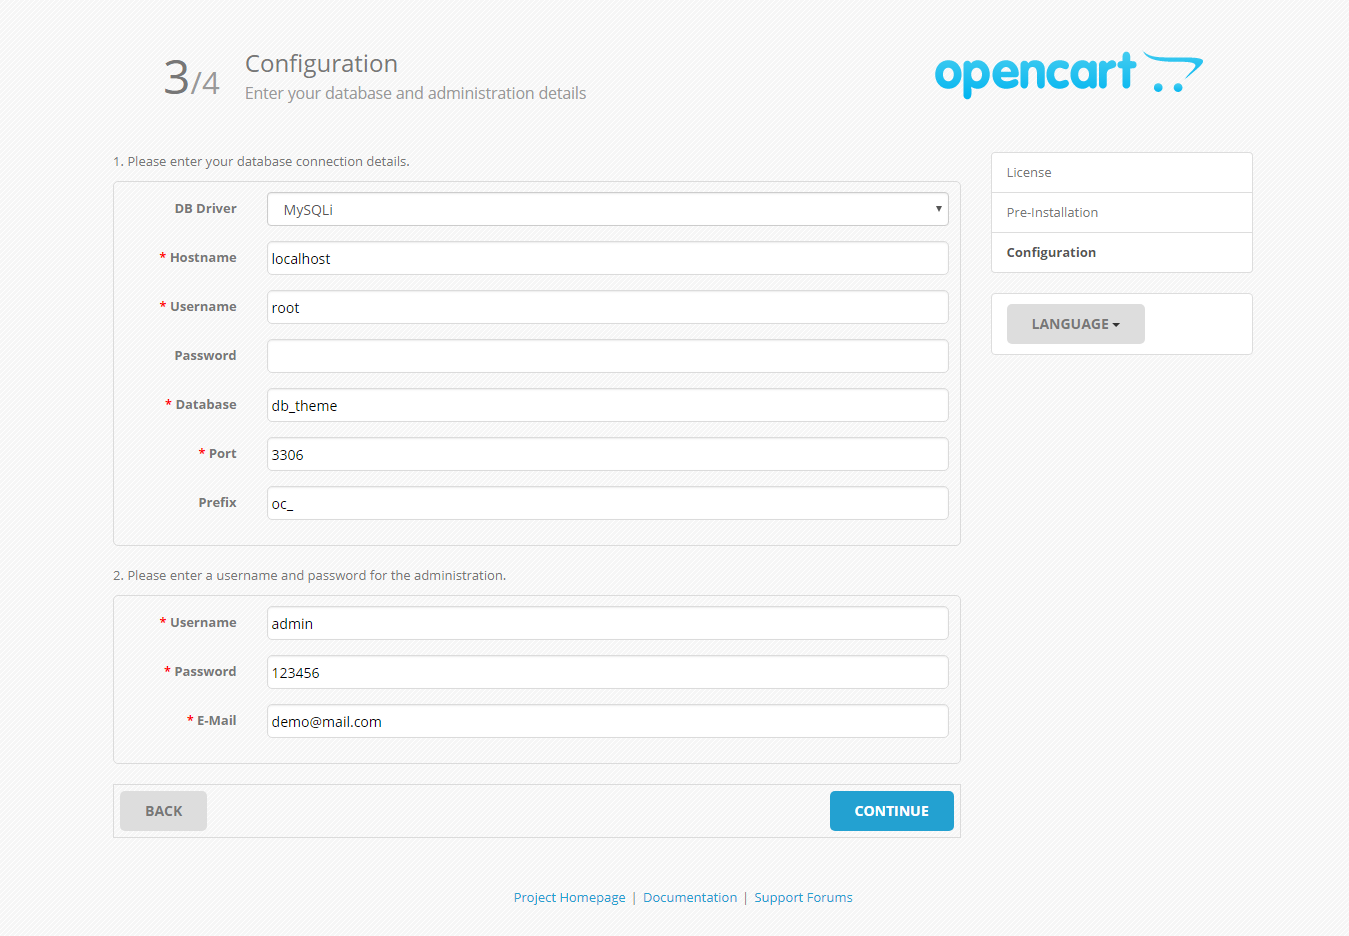 3/4
Configuration
Enter your database and administration details
opencart
1. Please enter your database connection details.
DB Driver
MySQLi
* Hostname
localhost
* Username
root
Password
* Database
db_theme
* Port
3306
Prefix
oc_
2. Please enter a username and password for the administration.
* Username
admin
* Password
123456
* E-Mail
demo@mail.com
BACK
CONTINUE
License
Pre-Installation
Configuration
LANGUAGE
Project Homepage | Documentation | Support Forums